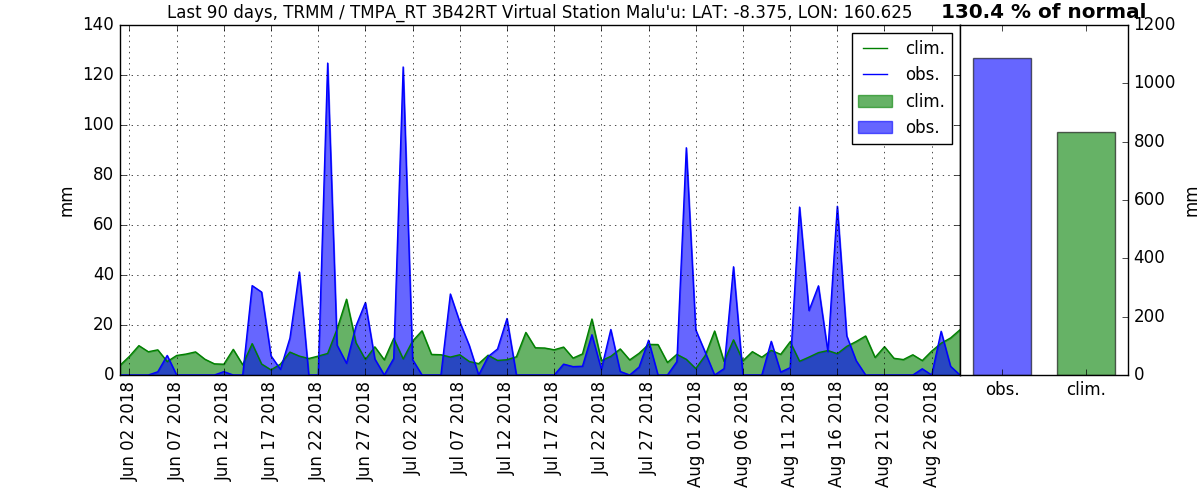 Last 90 days, TRMM / TMPA_RT 3B42RT Virtual Station Malu'u: LAT: -8.375, LON: 160.625
130.4 % of normal
140
120
100
80
60
40
20
0
mm
clim.
obs.
clim.
obs.
1200
1000
800
600
400
200
0
mm
Jun 02 2018
Jun 07 2018
Jun 12 2018
Jun 17 2018
Jun 22 2018
Jun 27 2018
Jul 02 2018
Jul 07 2018
Jul 12 2018
Jul 17 2018
Jul 22 2018
Jul 27 2018
Aug 01 2018
Aug 06 2018
Aug 11 2018
Aug 16 2018
Aug 21 2018
Aug 26 2018
obs.
clim.